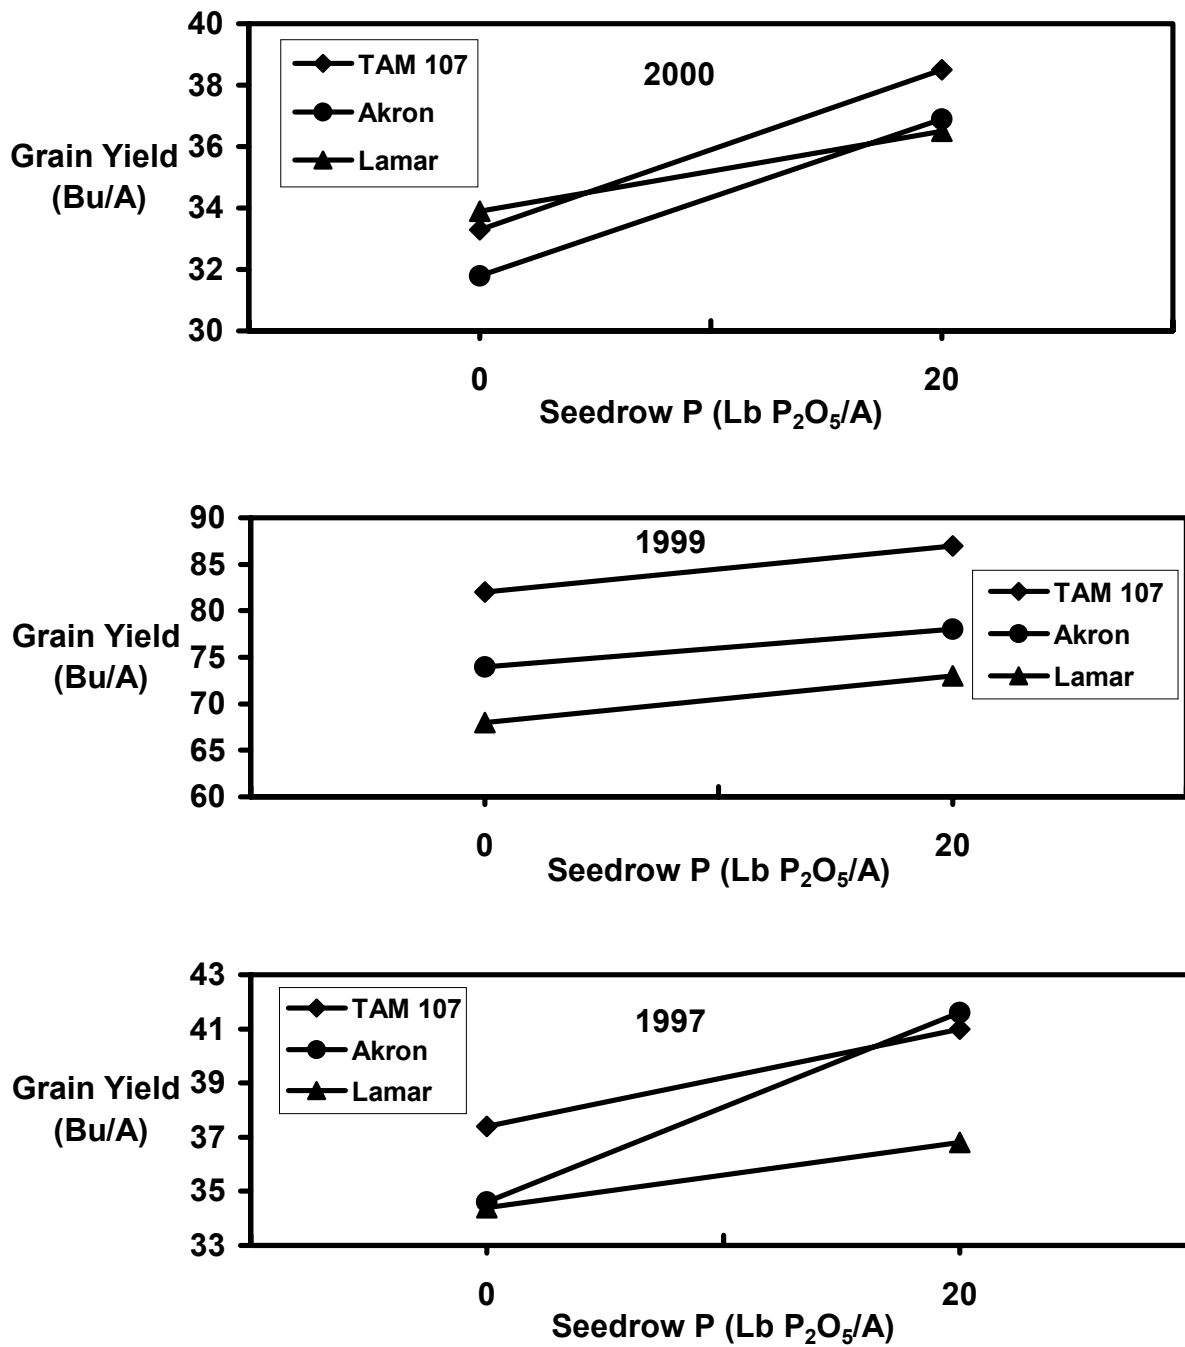 40
38
36
34
32
30
Grain Yield
(Bu/A)
TAM 107
Akron
Lamar
2000
0 20
Seedrow P (Lb P₂O₅/A)
90
85
80
75
70
65
60
Grain Yield
(Bu/A)
1999
TAM 107
Akron
Lamar
0 20
Seedrow P (Lb P₂O₅/A)
43
41
39
37
35
33
Grain Yield
(Bu/A)
TAM 107
Akron
Lamar
1997
0 20
Seedrow P (Lb P₂O₅/A)